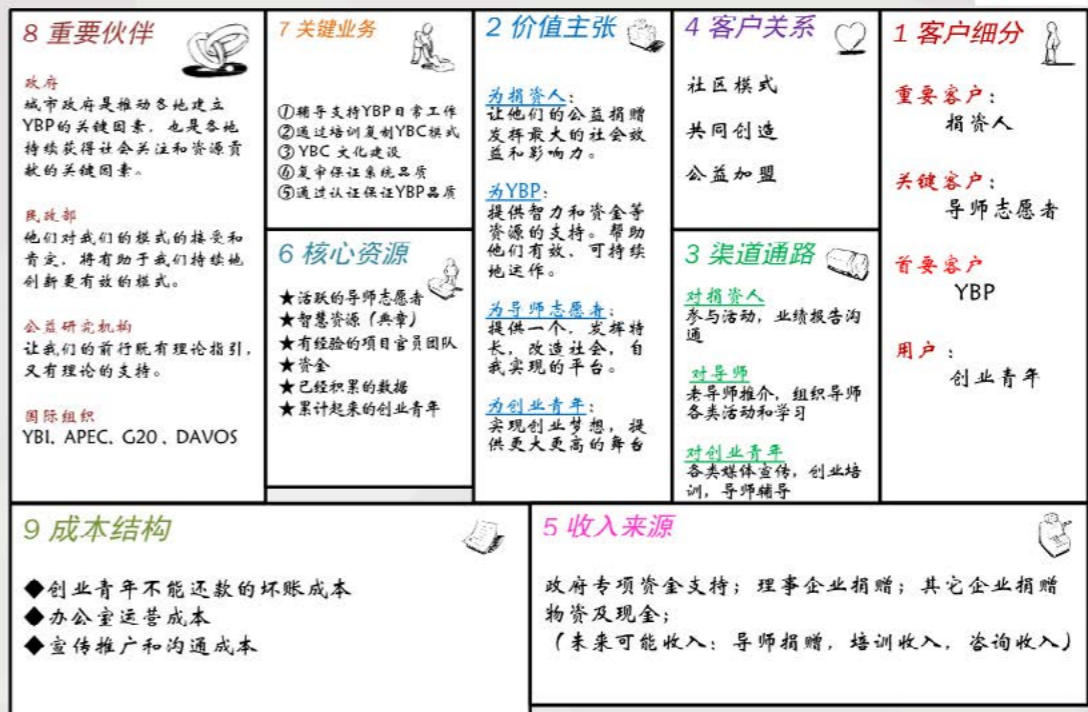 8 重要伙伴
政府
城市政府是推动各地建立
YBP的关键因素，也是各地
持续获得社会关注和资源贡
献的关键因素。
民政部
他们对我们的模式的接受和
肯定，将有助于我们持续地
创新更有效的模式。
公益研究机构
让我们的前行既有理论指引，
又有理论的支持。
国际组织
YBI, APEC, G20 , DAVOS
7 关键业务
①辅导支持YBP日常工作
②通过培训复制YBC模式
③ YBC 文化建设
④复审保证系统品质
⑤通过认证保证YBP品质
6 核心资源
★活跃的导师志愿者
★智慧资源（典章）
★有经验的项目官员团队
★资金
★已经积累的数据
★累计起来的创业青年
2 价值主张
为捐资人：
让他们的公益捐赠
发挥最大的社会效
益和影响力。
为YBP:
提供智力和资金等
资源的支持。帮助
他们有效、可持续
地运作。
为导师志愿者：
提供一个，发挥特
长，改造社会，自
我实现的平台。
为创业青年：
实现创业梦想，提
供更大更高的舞台
4 客户关系
社区模式
共同创造
公益加盟
3 渠道通路
对捐资人
参与活动，业绩报告沟
通
对导师
老导师推介，组织导师
各类活动和学习
对创业青年
各类媒体宣传，创业培
训，导师辅导
1 客户细分
重要客户：
捐资人
关键客户：
导师志愿者
首要客户
YBP
用户：
创业青年
9 成本结构
◆创业青年不能还款的坏账成本
◆办公室运营成本
◆宣传推广和沟通成本
5 收入来源
政府专项资金支持；理事企业捐赠；其它企业捐赠
物资及现金；
（未来可能收入：导师捐赠，培训收入，咨询收入）